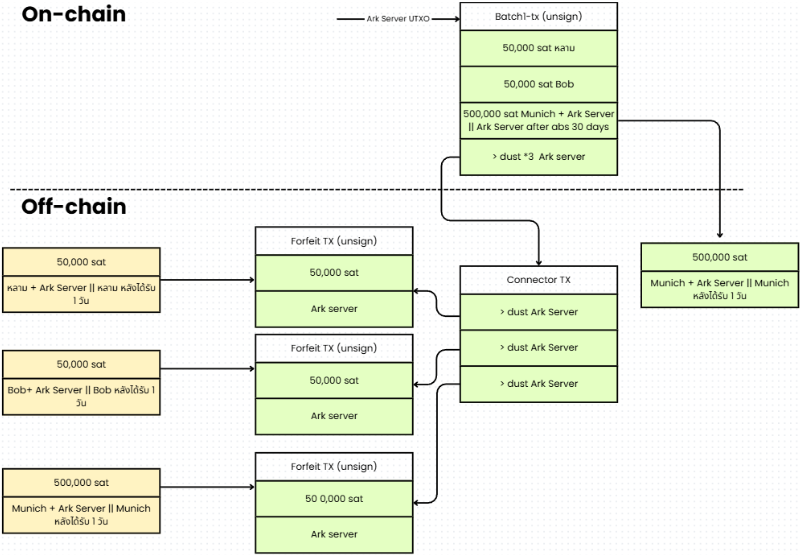 On-chain
Ark Server UTXO
Batch1-tx (unsign)
50,000 sat หลาม
50,000 sat Bob
500,000 sat Munich + Ark Server
|| Ark Server after abs 30 days
> dust *3 Ark server
Off-chain
50,000 sat
หลาม + Ark Server || หลาม หลังได้รับ
1 วัน
Forfeit TX (unsign)
50,000 sat
Ark server
Connector TX
> dust Ark Server
> dust Ark Server
> dust Ark Server
500,000 sat
Munich + Ark Server || Munich
หลังได้รับ 1 วัน
50,000 sat
Bob+ Ark Server || Bob หลังได้รับ 1
วัน
Forfeit TX (unsign)
50,000 sat
Ark server
500,000 sat
Munich + Ark Server || Munich
หลังได้รับ 1 วัน
Forfeit TX (unsign)
50 0,000 sat
Ark server